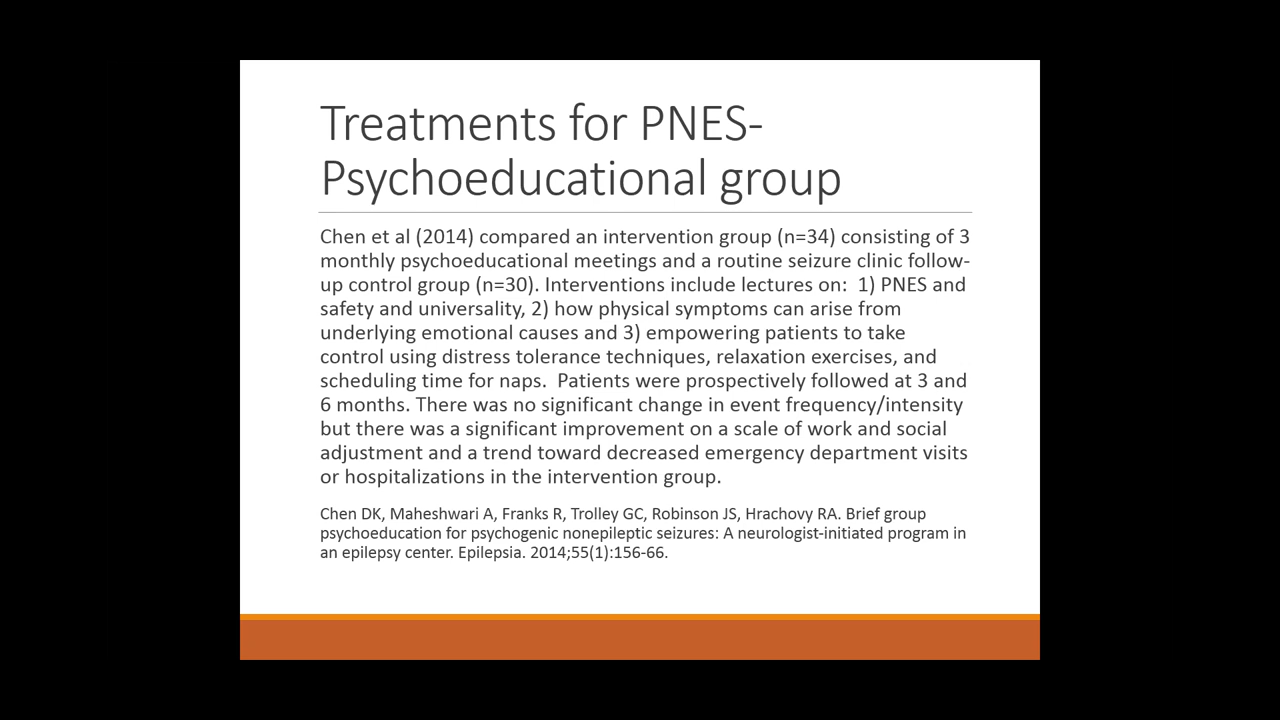 Treatments for PNES-
Psychoeducational group
Chen et al (2014) compared an intervention group (n=34) consisting of 3
monthly psychoeducational meetings and a routine seizure clinic follow-
up control group (n=30). Interventions include lectures on:  1) PNES and
safety and universality, 2) how physical symptoms can arise from
underlying emotional causes and 3) empowering patients to take
control using distress tolerance techniques, relaxation exercises, and
scheduling time for naps.  Patients were prospectively followed at 3 and
6 months. There was no significant change in event frequency/intensity
but there was a significant improvement on a scale of work and social
adjustment and a trend toward decreased emergency department visits
or hospitalizations in the intervention group.
Chen DK, Maheshwari A, Franks R, Trolley GC, Robinson JS, Hrachovy RA. Brief group
psychoeducation for psychogenic nonepileptic seizures: A neurologist-initiated program in
an epilepsy center. Epilepsia. 2014;55(1):156-66.